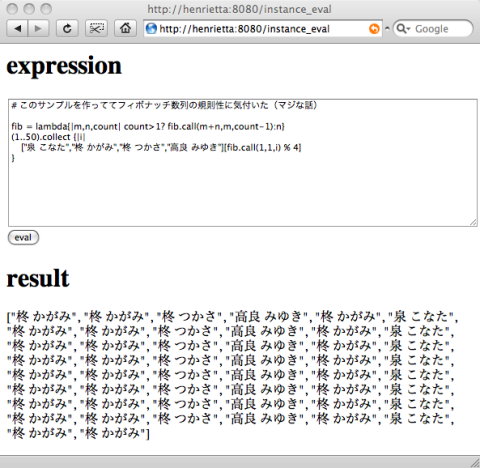 http://henrietta:8080/instance_eval
http://henrietta:8080/instance_eval
Google
expression
# このサンプルを作っててフィボナッチ数列の規則性に気付いた（マジな話）
fib = lambda{|m,n,count| count>1? fib.call(m+n,m,count-1):n}
(1..50).collect {|i|
["泉 こなた","柊 かがみ","柊 つかさ","高良 みゆき"][fib.call(1,1,i) % 4]
}
eval
result
["柊 かがみ", "柊 かがみ", "柊 つかさ", "高良 みゆき", "柊 かがみ", "泉 こなた",
"柊 かがみ", "柊 かがみ", "柊 つかさ", "高良 みゆき", "柊 かがみ", "泉 こなた",
"柊 かがみ", "柊 かがみ", "柊 つかさ", "高良 みゆき", "柊 かがみ", "泉 こなた",
"柊 かがみ", "柊 かがみ", "柊 つかさ", "高良 みゆき", "柊 かがみ", "泉 こなた",
"柊 かがみ", "柊 かがみ", "柊 つかさ", "高良 みゆき", "柊 かがみ", "泉 こなた",
"柊 かがみ", "柊 かがみ", "柊 つかさ", "高良 みゆき", "柊 かがみ", "泉 こなた",
"柊 かがみ", "柊 かがみ", "柊 つかさ", "高良 みゆき", "柊 かがみ", "泉 こなた",
"柊 かがみ", "柊 かがみ", "柊 つかさ", "高良 みゆき", "柊 かがみ", "泉 こなた",
"柊 かがみ", "柊 かがみ"]